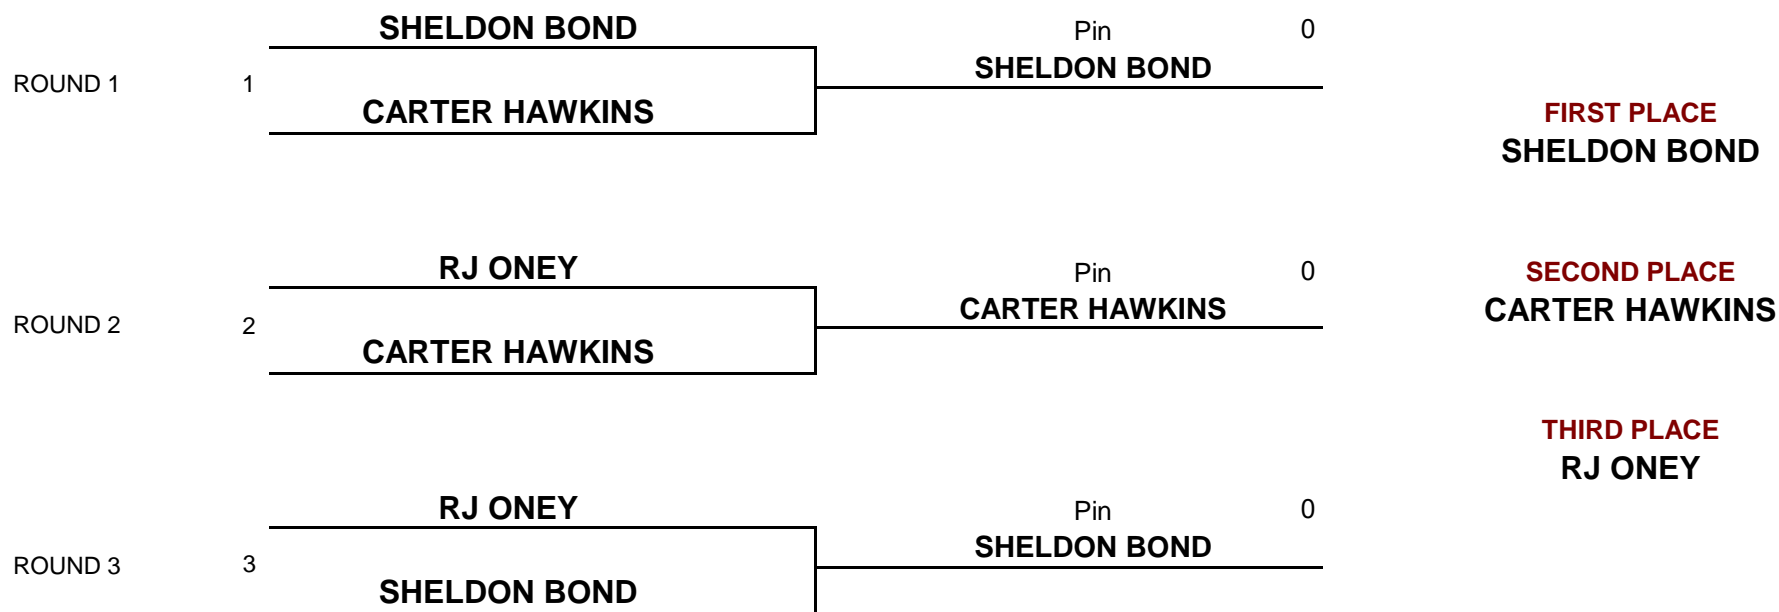 SHELDON BOND
Pin 0
SHELDON BOND
ROUND 1 1
CARTER HAWKINS
FIRST PLACE
SHELDON BOND
RJ ONEY
Pin 0
SECOND PLACE
CARTER HAWKINS
CARTER HAWKINS
ROUND 2 2
CARTER HAWKINS
THIRD PLACE
RJ ONEY
RJ ONEY
Pin 0
SHELDON BOND
ROUND 3 3
SHELDON BOND